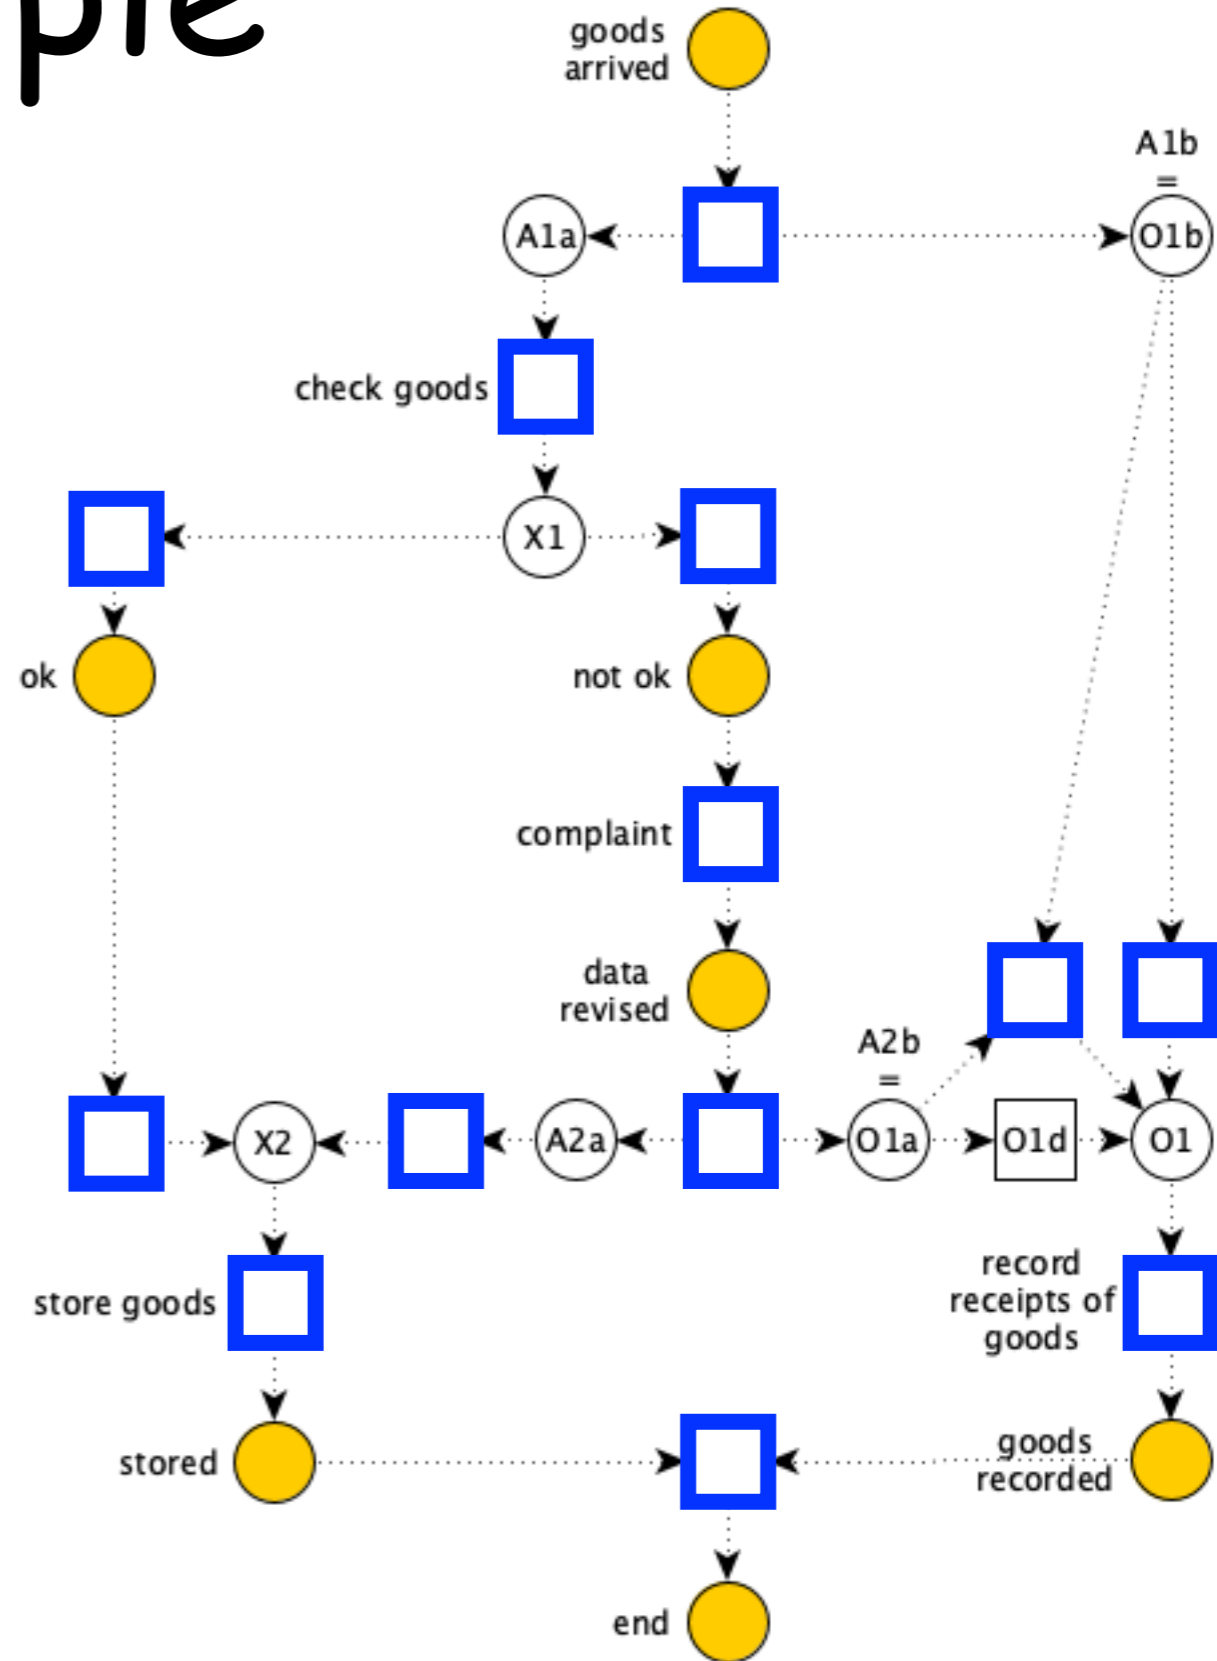 ple
goods
arrived
A1b
=
A1a
O1b
check goods
X1
ok
not ok
complaint
data
revised
A2b
=
X2
A2a
O1a
O1d
O1
store goods
record
receipts of
goods
stored
goods
recorded
end